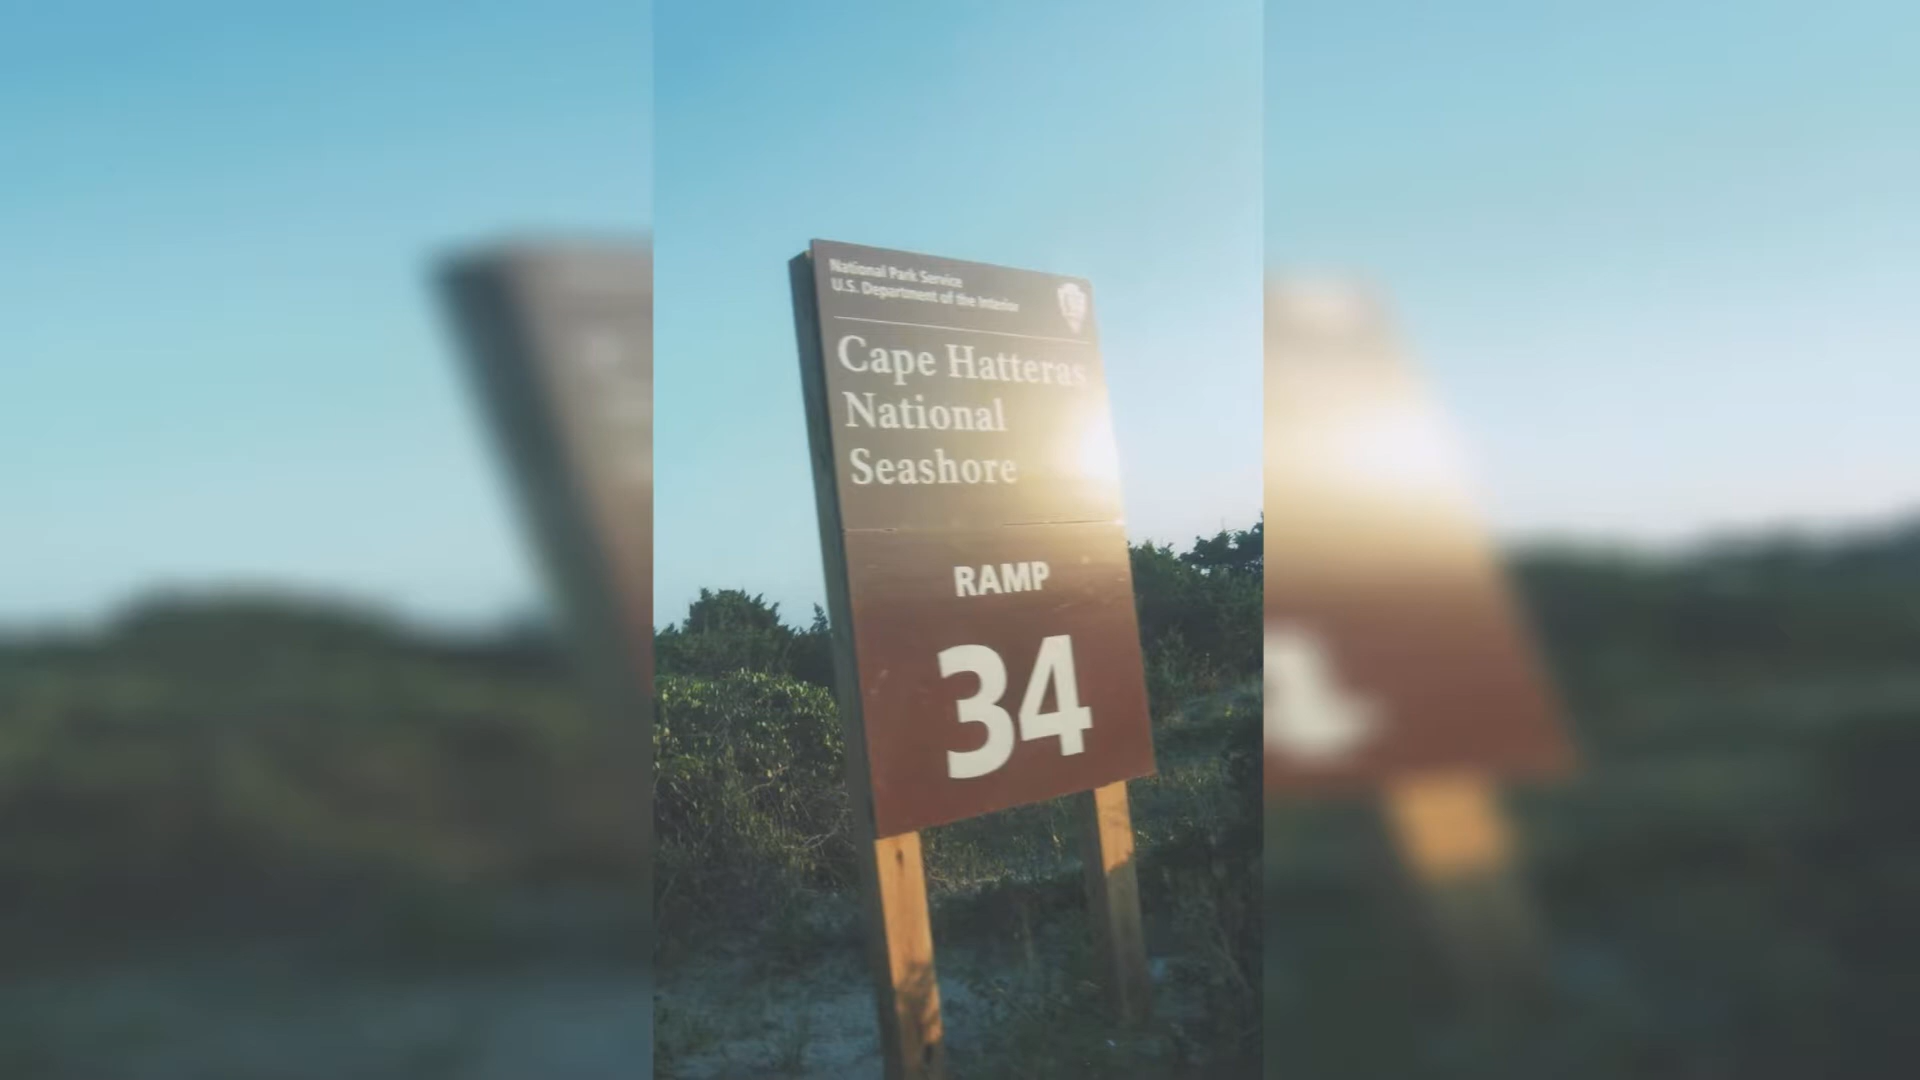 National Park Service
U.S. Department of the Interior
Cape Hatteras
National
Seashore
RAMP
34